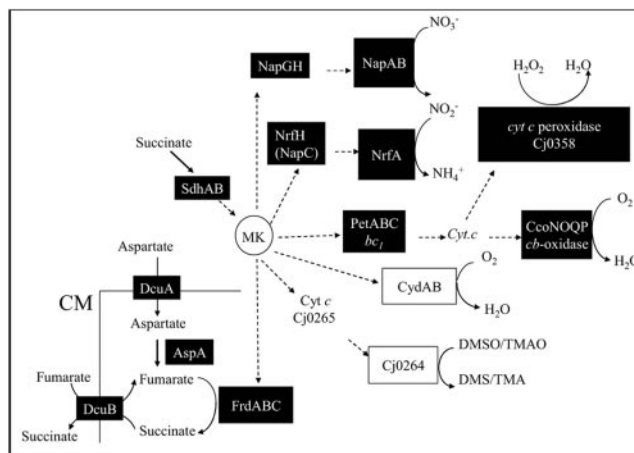 NO₃⁻
NapGH
NapAB
H₂O₂
H₂O
NO₂⁻
cyt c peroxidase
Cj0358
NrfH
(NapC)
NrfA
Succinate
NH₄⁺
SdhAB
O₂
PetABC
bc₁
Cyt.c
CcoNOQP
cb-oxidase
MK
Aspartate
O₂
H₂O
DcuA
CydAB
CM
Cyt c
Cj0265
H₂O
Aspartate
AspA
DMSO/TMAO
Cj0264
Fumarate
Fumarate
DMS/TMA
DcuB
FrdABC
Succinate
Succinate